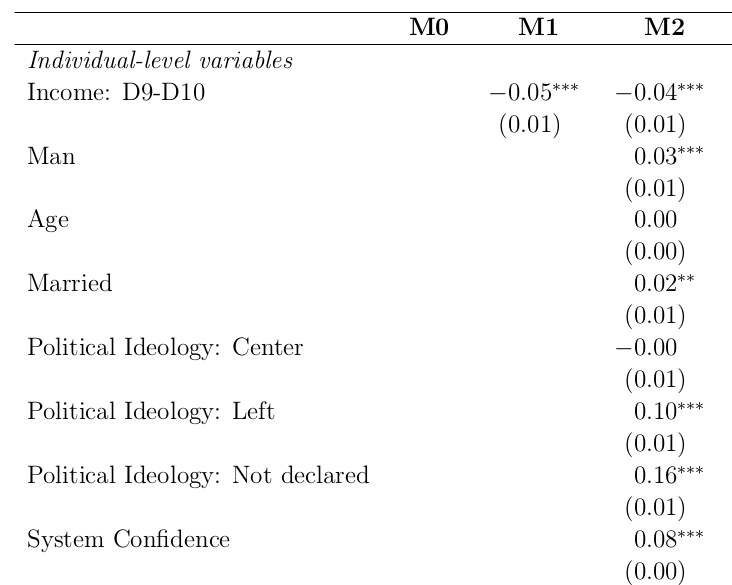 M0 M1 M2
Individual-level variables
Income: D9-D10 −0.05*** −0.04***
(0.01) (0.01)
Man 0.03***
(0.01)
Age 0.00
(0.00)
Married 0.02**
(0.01)
Political Ideology: Center −0.00
(0.01)
Political Ideology: Left 0.10***
(0.01)
Political Ideology: Not declared 0.16***
(0.01)
System Confidence 0.08***
(0.00)